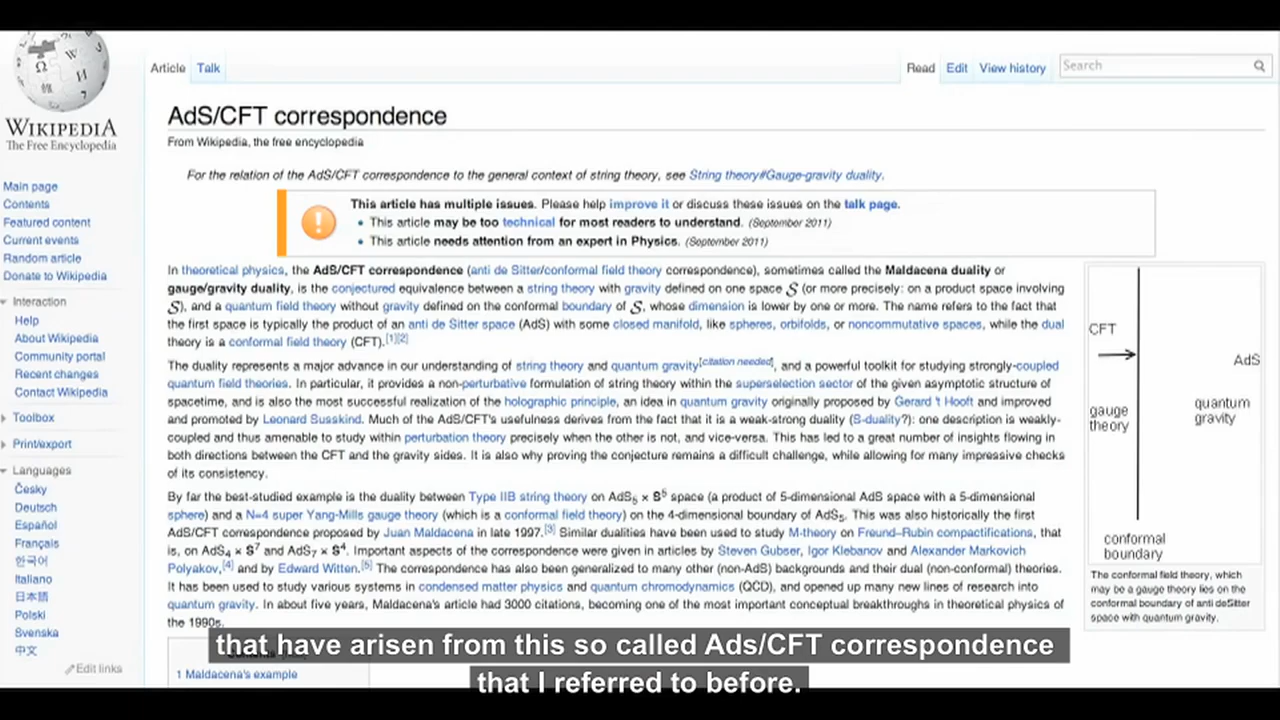 Article Talk Read Edit View history Search
WIKIPEDIA
The Free Encyclopedia
Main page
Contents
Featured content
Current events
Random article
Donate to Wikipedia
Interaction
Help
About Wikipedia
Community portal
Recent changes
Contact Wikipedia
Toolbox
Print/export
Languages
Česky
Deutsch
Español
Français
한국어
Italiano
日本語
Polski
Svenska
中文
Edit links
AdS/CFT correspondence
From Wikipedia, the free encyclopedia
For the relation of the AdS/CFT correspondence to the general context of string theory, see String theory#Gauge-gravity duality.
This article has multiple issues. Please help improve it or discuss these issues on the talk page.
• This article may be too technical for most readers to understand. (September 2011)
• This article needs attention from an expert in Physics. (September 2011)
In theoretical physics, the AdS/CFT correspondence (anti de Sitter/conformal field theory correspondence), sometimes called the Maldacena duality or
gauge/gravity duality, is the conjectured equivalence between a string theory with gravity defined on one space S (or more precisely: on a product space involving
S), and a quantum field theory without gravity defined on the conformal boundary of S, whose dimension is lower by one or more. The name refers to the fact that
the first space is typically the product of an anti de Sitter space (AdS) with some closed manifold, like spheres, orbifolds, or noncommutative spaces, while the dual
theory is a conformal field theory (CFT).[1][2]
The duality represents a major advance in our understanding of string theory and quantum gravity[citation needed], and a powerful toolkit for studying strongly-coupled
quantum field theories. In particular, it provides a non-perturbative formulation of string theory within the superselection sector of the given asymptotic structure of
spacetime, and is also the most successful realization of the holographic principle, an idea in quantum gravity originally proposed by Gerard 't Hooft and improved
and promoted by Leonard Susskind. Much of the AdS/CFT's usefulness derives from the fact that it is a weak-strong duality (S-duality?): one description is weakly-
coupled and thus amenable to study within perturbation theory precisely when the other is not, and vice-versa. This has led to a great number of insights flowing in
both directions between the CFT and the gravity sides. It is also why proving the conjecture remains a difficult challenge, while allowing for many impressive checks
of its consistency.
By far the best-studied example is the duality between Type IIB string theory on AdS₅ × S⁵ space (a product of 5-dimensional AdS space with a 5-dimensional
sphere) and a N=4 super Yang-Mills gauge theory (which is a conformal field theory) on the 4-dimensional boundary of AdS₅. This was also historically the first
AdS/CFT correspondence proposed by Juan Maldacena in late 1997.[3] Similar dualities have been used to study M-theory on Freund–Rubin compactifications, that
is, on AdS₄ × S⁷ and AdS₇ × S⁴. Important aspects of the correspondence were given in articles by Steven Gubser, Igor Klebanov and Alexander Markovich
Polyakov,[4] and by Edward Witten.[5] The correspondence has also been generalized to many other (non-AdS) backgrounds and their dual (non-conformal) theories.
It has been used to study various systems in condensed matter physics and quantum chromodynamics (QCD), and opened up many new lines of research into
quantum gravity. In about five years, Maldacena's article had 3000 citations, becoming one of the most important conceptual breakthroughs in theoretical physics of
the 1990s.
1 Maldacena's example
CFT
AdS
gauge
theory
quantum
gravity
conformal
boundary
The conformal field theory, which
may be a gauge theory lies on the
conformal boundary of anti deSitter
space with quantum gravity.
that have arisen from this so called Ads/CFT correspondence
that I referred to before.